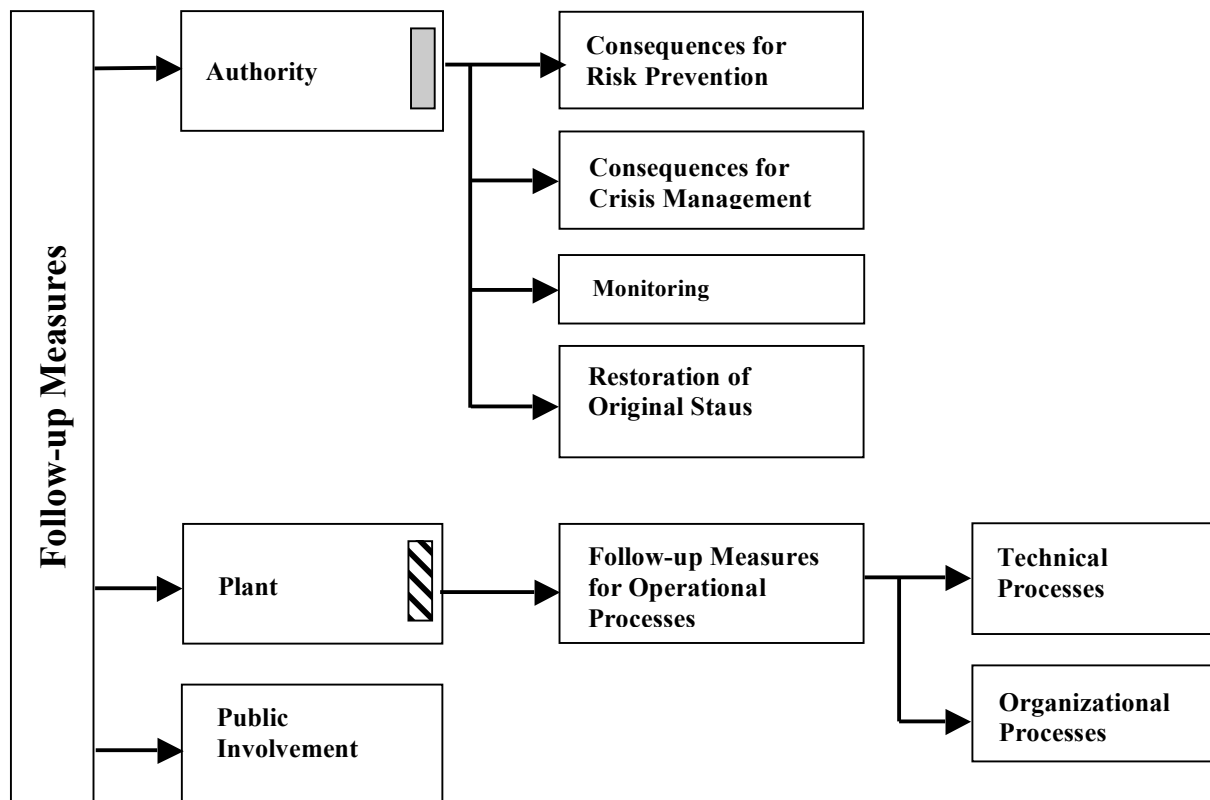 Follow-up Measures
Authority
Consequences for
Risk Prevention
Consequences for
Crisis Management
Monitoring
Restoration of
Original Staus
Plant
Follow-up Measures
for Operational
Processes
Technical
Processes
Organizational
Processes
Public
Involvement